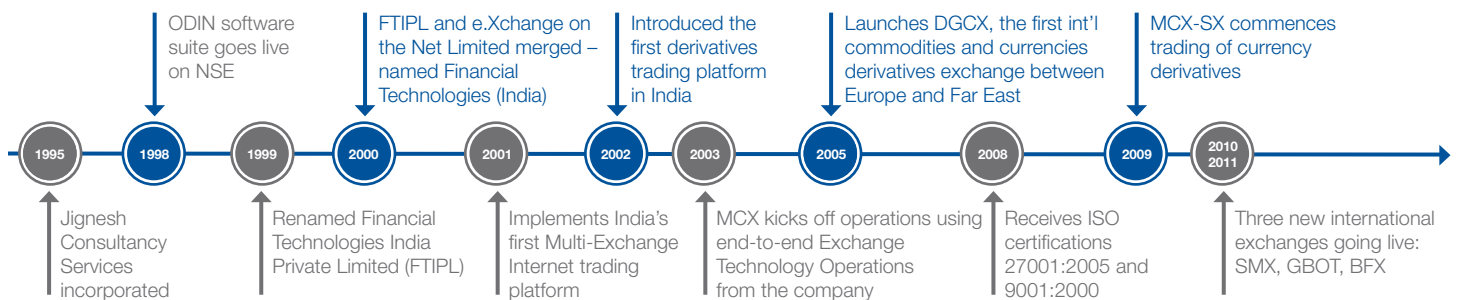 ODIN software
suite goes live
on NSE
FTIPL and e.Xchange on
the Net Limited merged –
named Financial
Technologies (India)
Introduced the
first derivatives
trading platform
in India
Launches DGCX, the first int'l
commodities and currencies
derivatives exchange between
Europe and Far East
MCX-SX commences
trading of currency
derivatives
1995
1998
1999
2000
2001
2002
2003
2005
2008
2009
2010
2011
Jignesh
Consultancy
Services
incorporated
Renamed Financial
Technologies India
Private Limited (FTIPL)
Implements India's
first Multi-Exchange
Internet trading
platform
MCX kicks off operations using
end-to-end Exchange
Technology Operations
from the company
Receives ISO
certifications
27001:2005 and
9001:2000
Three new international
exchanges going live:
SMX, GBOT, BFX